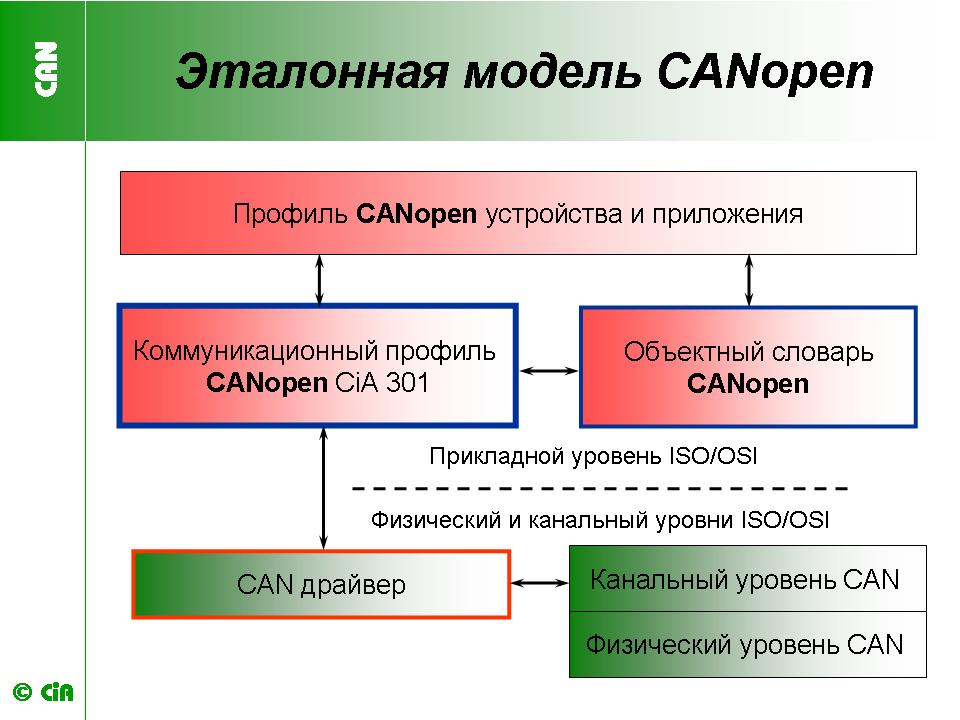 CAN
Эталонная модель CANopen
Профиль CANopen устройства и приложения
Коммуникационный профиль
CANopen CiA 301
Объектный словарь
CANopen
Прикладной уровень ISO/OSI
Физический и канальный уровни ISO/OSI
CAN драйвер
Канальный уровень CAN
Физический уровень CAN
© CiA